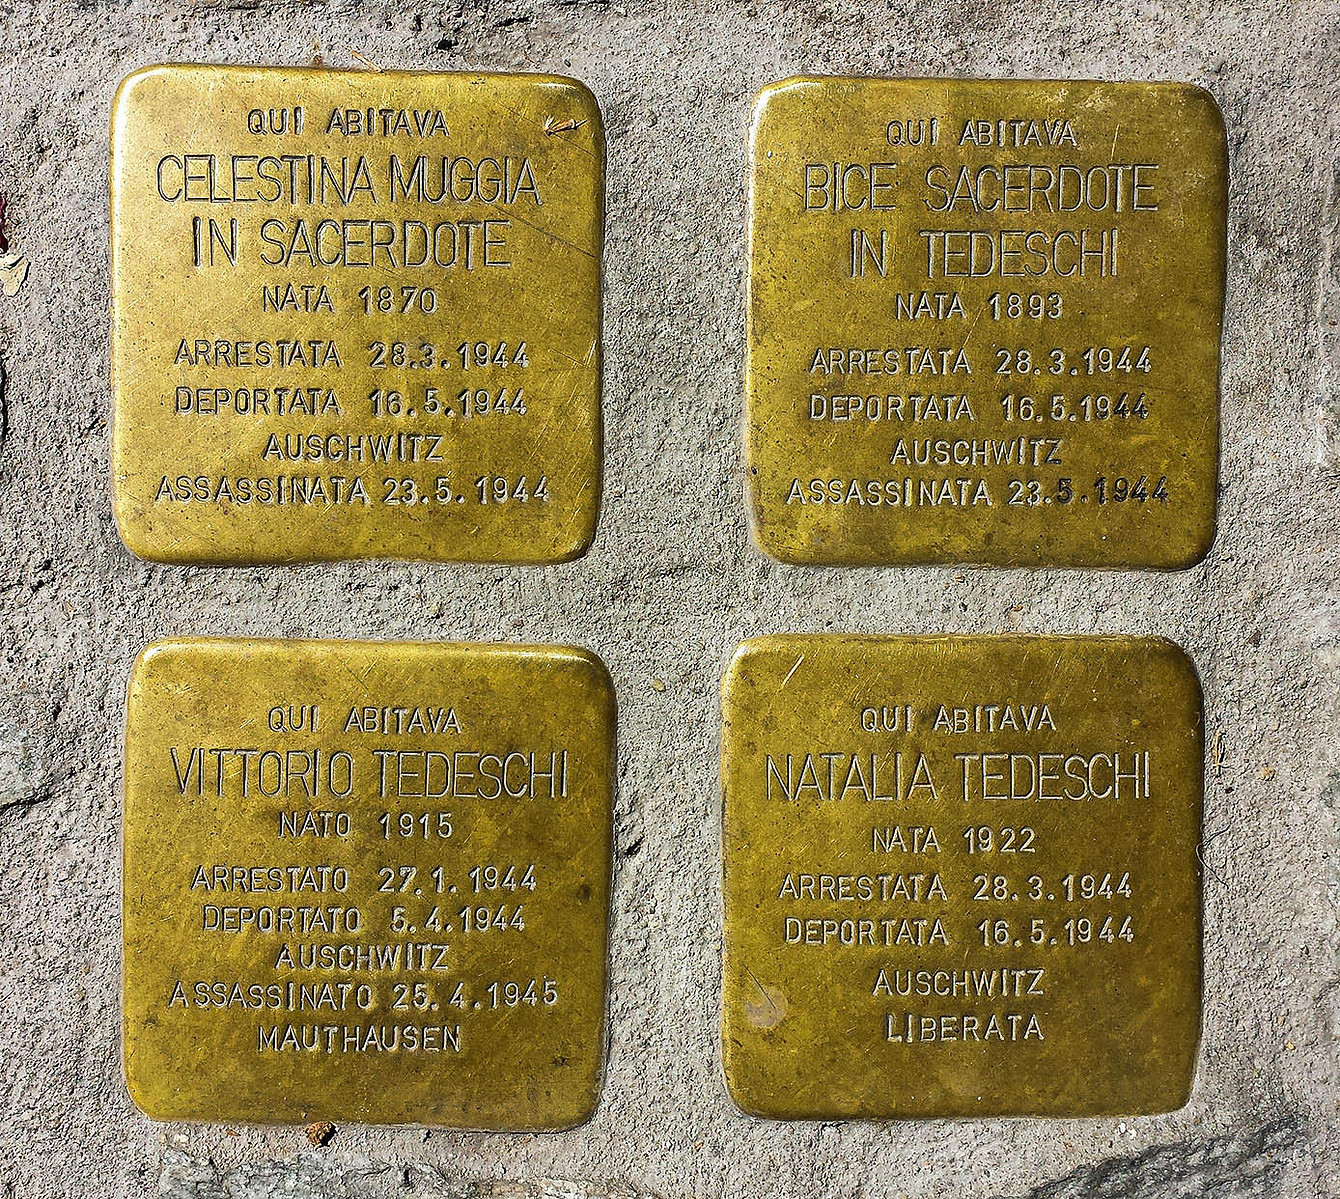 QUI ABITAVA
CELESTINA MUGGIA
IN SACERDOTE
NATA 1870
ARRESTATA 28.3.1944
DEPORTATA 16.5.1944
AUSCHWITZ
ASSASSINATA 23.5.1944
QUI ABITAVA
BICE SACERDOTE
IN TEDESCHI
NATA 1893
ARRESTATA 28.3.1944
DEPORTATA 16.5.1944
AUSCHWITZ
ASSASSINATA 23.5.1944
QUI ABITAVA
VITTORIO TEDESCHI
NATO 1915
ARRESTATO 27.1.1944
DEPORTATO 5.4.1944
AUSCHWITZ
ASSASSINATO 25.4.1945
MAUTHAUSEN
QUI ABITAVA
NATALIA TEDESCHI
NATA 1922
ARRESTATA 28.3.1944
DEPORTATA 16.5.1944
AUSCHWITZ
LIBERATA